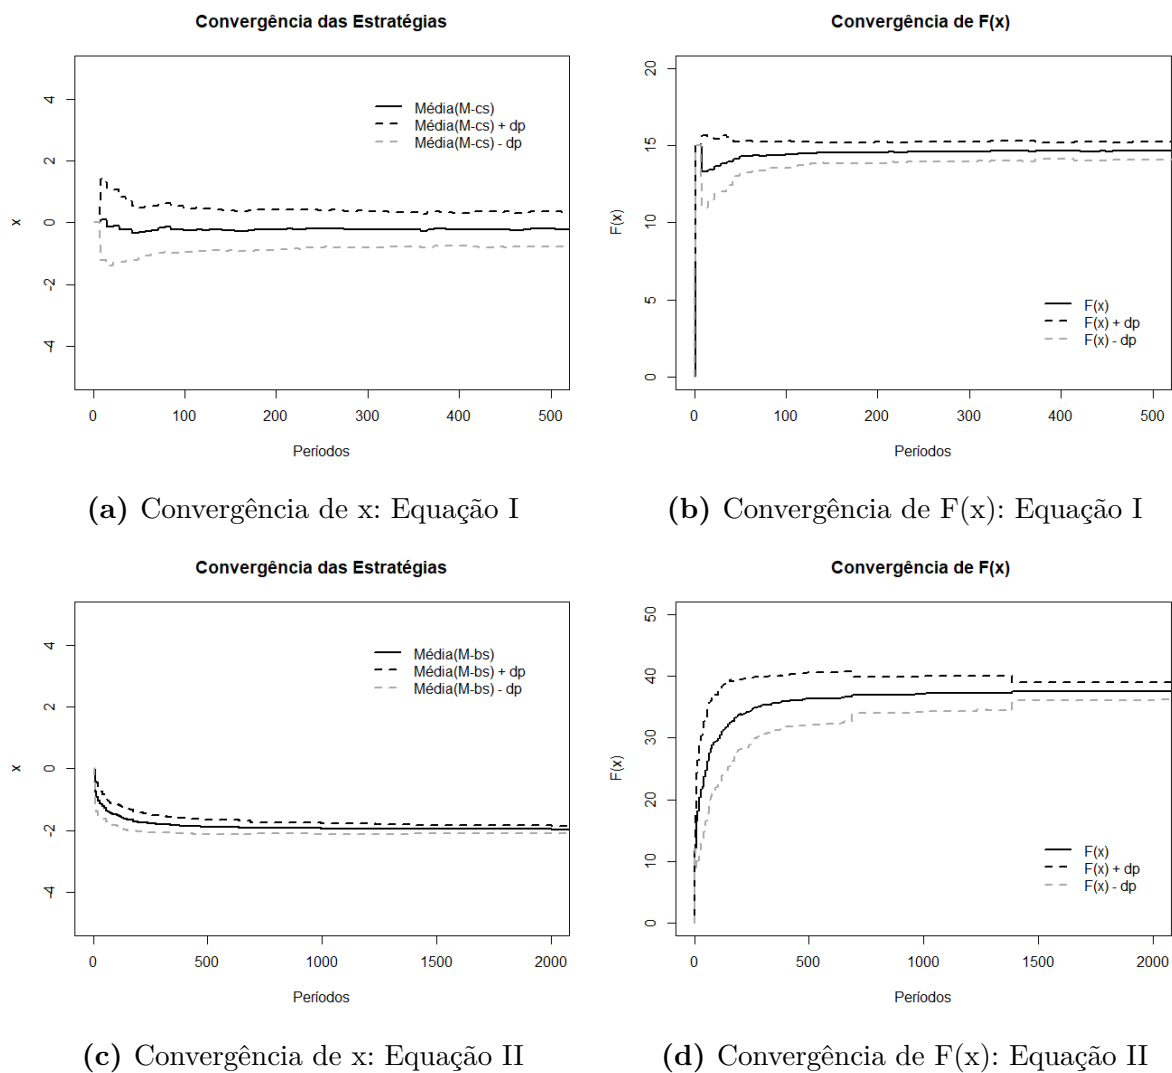 Convergência das Estratégias
4
2
0
-2
-4
x
Média(M-cs)
Média(M-cs) + dp
Média(M-cs) - dp
0 100 200 300 400 500
Períodos
(a) Convergência de x: Equação I
Convergência de F(x)
20
15
10
5
0
F(x)
F(x)
F(x) + dp
F(x) - dp
0 100 200 300 400 500
Períodos
(b) Convergência de F(x): Equação I
Convergência das Estratégias
4
2
0
-2
-4
x
Média(M-bs)
Média(M-bs) + dp
Média(M-bs) - dp
0 500 1000 1500 2000
Períodos
(c) Convergência de x: Equação II
Convergência de F(x)
50
40
30
20
10
0
F(x)
F(x)
F(x) + dp
F(x) - dp
0 500 1000 1500 2000
Períodos
(d) Convergência de F(x): Equação II